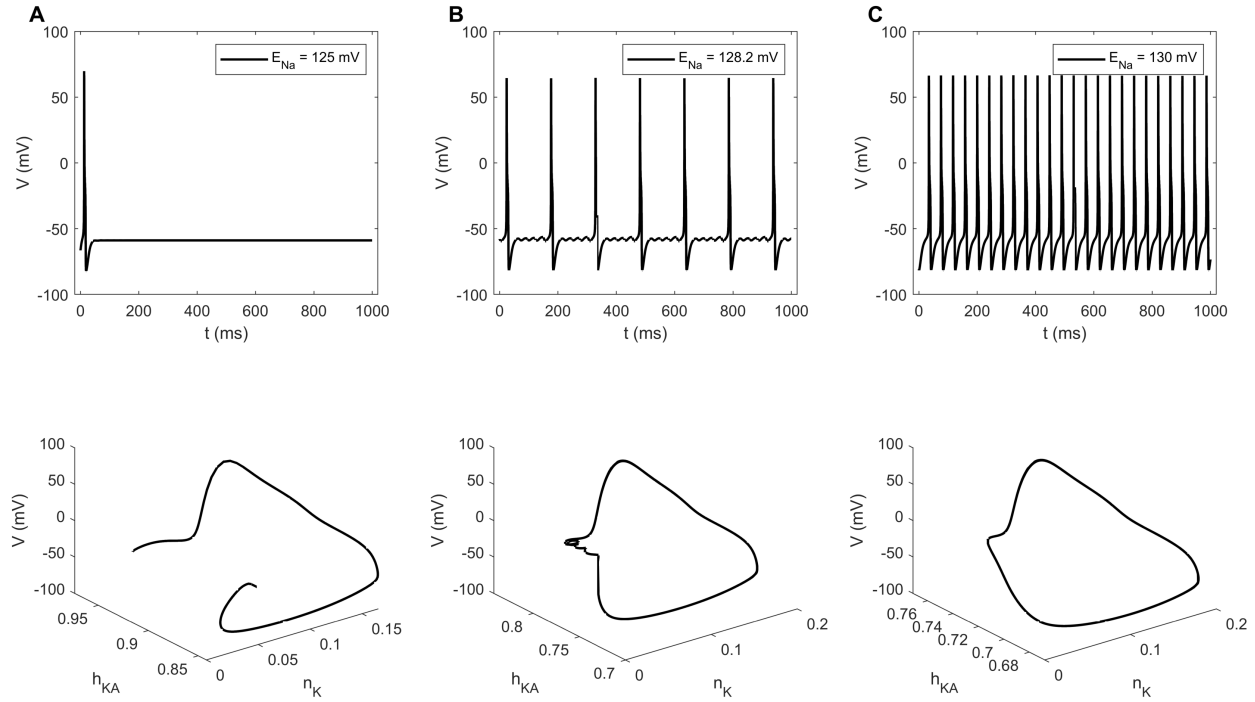 A
B
C
100
50
0
-50
-100
V (mV)
E_Na = 125 mV
0 200 400 600 800 1000
t (ms)
100
50
0
-50
-100
V (mV)
E_Na = 128.2 mV
0 200 400 600 800 1000
t (ms)
100
50
0
-50
-100
V (mV)
E_Na = 130 mV
0 200 400 600 800 1000
t (ms)
100
50
0
-50
-100
V (mV)
0.95
0.9
0.85
h_KA
0
0.05
0.1
0.15
n_K
100
50
0
-50
-100
V (mV)
0.8
0.75
0.7
h_KA
0
0.1
0.2
n_K
100
50
0
-50
-100
V (mV)
0.76
0.74
0.72
0.7
0.68
h_KA
0
0.1
0.2
n_K